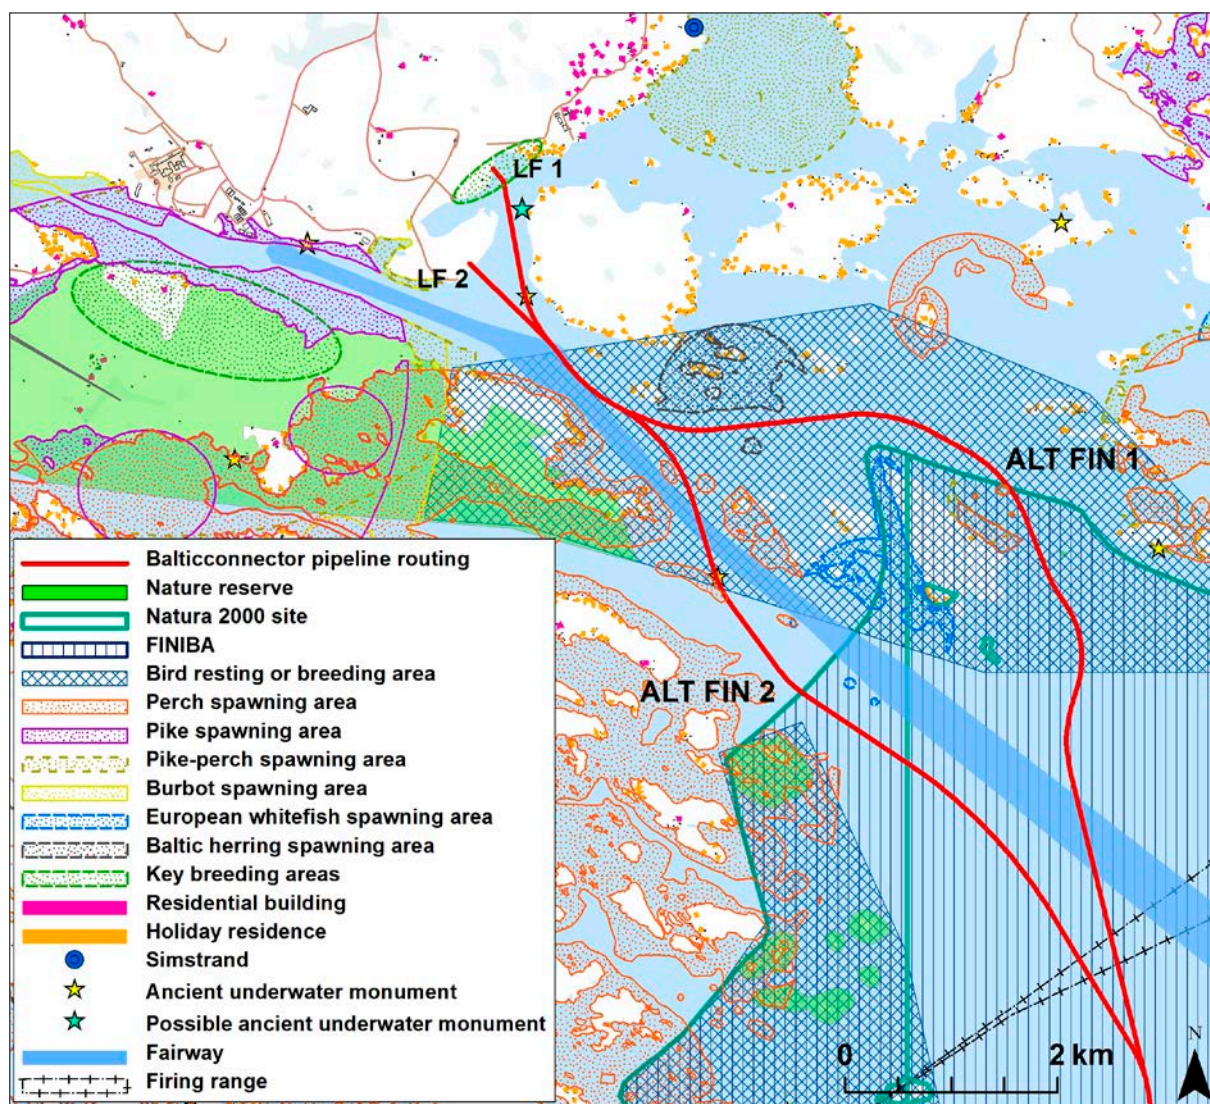 LF 1
LF 2
ALT FIN 1
ALT FIN 2
Balticconnector pipeline routing
Nature reserve
Natura 2000 site
FINIBA
Bird resting or breeding area
Perch spawning area
Pike spawning area
Pike-perch spawning area
Burbot spawning area
European whitefish spawning area
Baltic herring spawning area
Key breeding areas
Residential building
Holiday residence
Simstrand
Ancient underwater monument
Possible ancient underwater monument
Fairway
Firing range
0 2 km
N